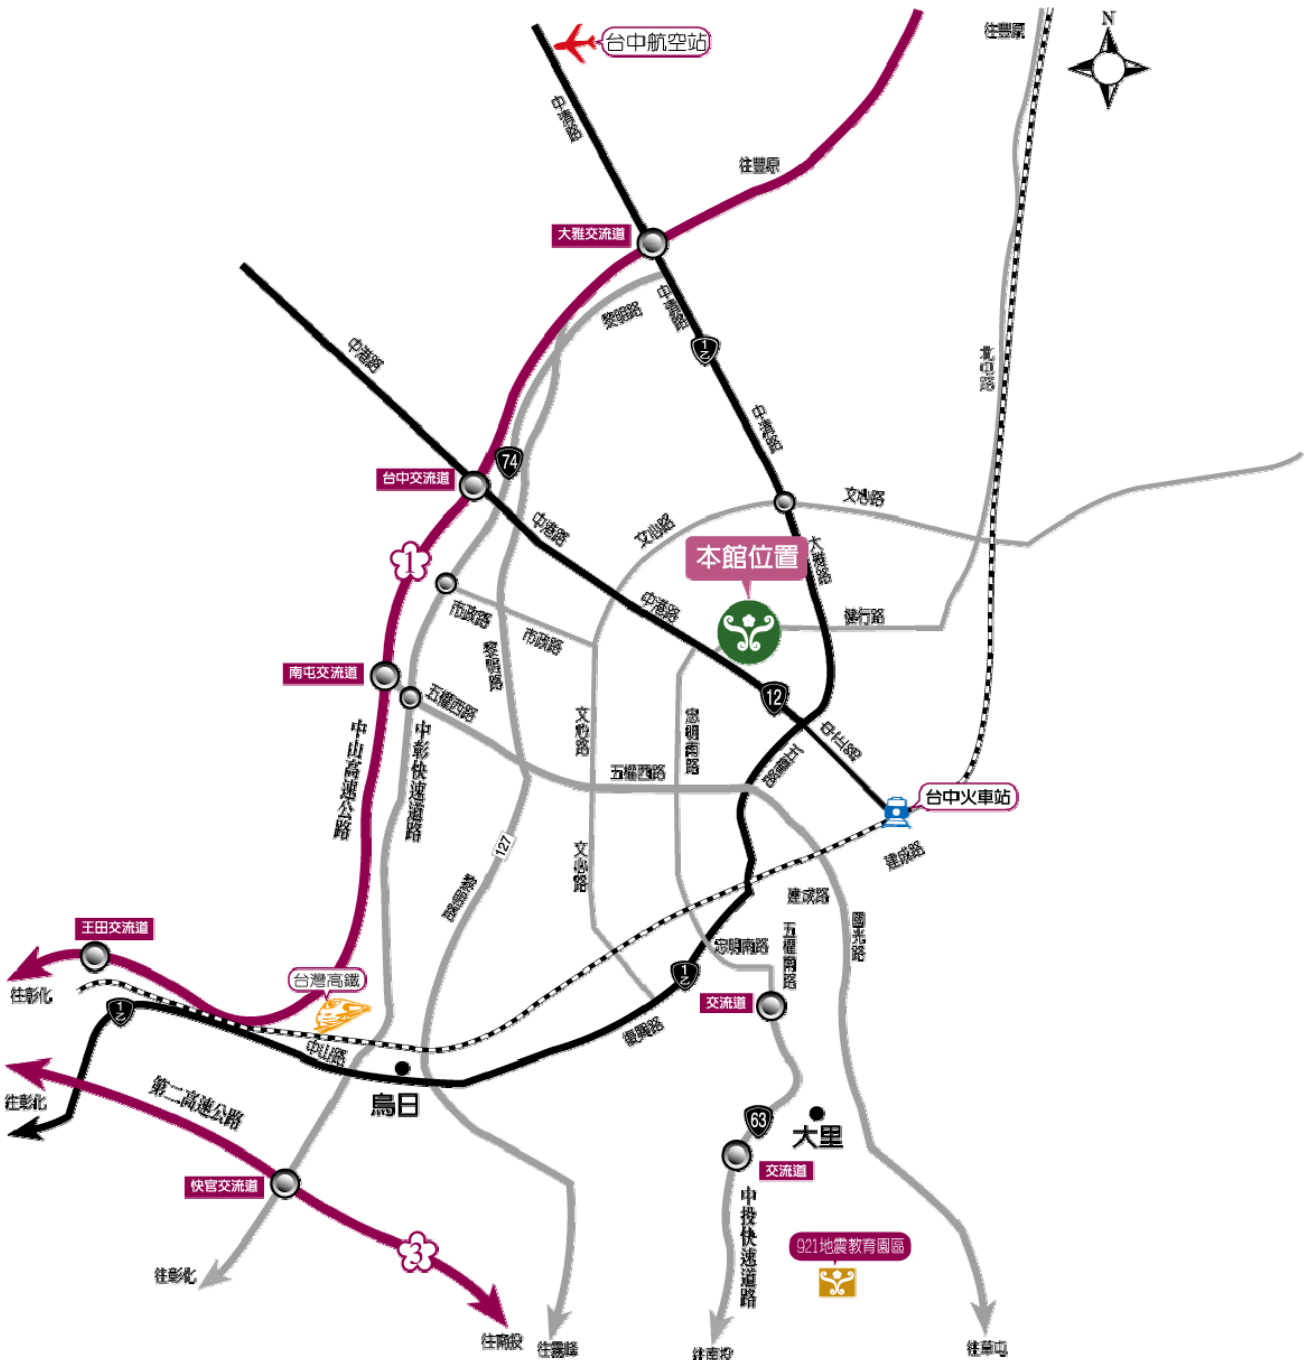 N
往豐原
台中航空站
中清路
往豐原
大雅交流道
黎明路
中清路
1乙
中港路
中清路
74
台中交流道
文心路
文心路
中港路
大雅路
本館位置
1
中港路
健行路
市政路
市政路
黎明路
南屯交流道
五權西路
12
文心路
忠明南路
中山路
中山高速公路
中彰快速道路
五權西路
五權路
台中火車站
建成路
127
文心路
黎明路
建成路
國光路
五權南路
忠明南路
王田交流道
往彰化
台灣高鐵
1乙
1乙
交流道
復興路
中山路
烏日
往彰化
第二高速公路
63
大里
交流道
快官交流道
中投快速道路
921地震教育園區
3
往彰化
往南投
往霧峰
往南投
往草屯